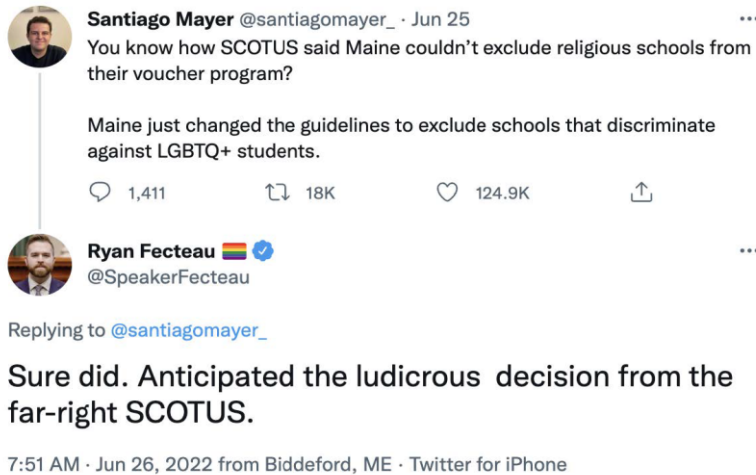 Santiago Mayer @santiagomayer_ · Jun 25
You know how SCOTUS said Maine couldn’t exclude religious schools from
their voucher program?
Maine just changed the guidelines to exclude schools that discriminate
against LGBTQ+ students.
1,411 18K 124.9K
Ryan Fecteau 🏳️‍🌈
@SpeakerFecteau
Replying to @santiagomayer_
Sure did. Anticipated the ludicrous  decision from the
far-right SCOTUS.
7:51 AM · Jun 26, 2022 from Biddeford, ME · Twitter for iPhone